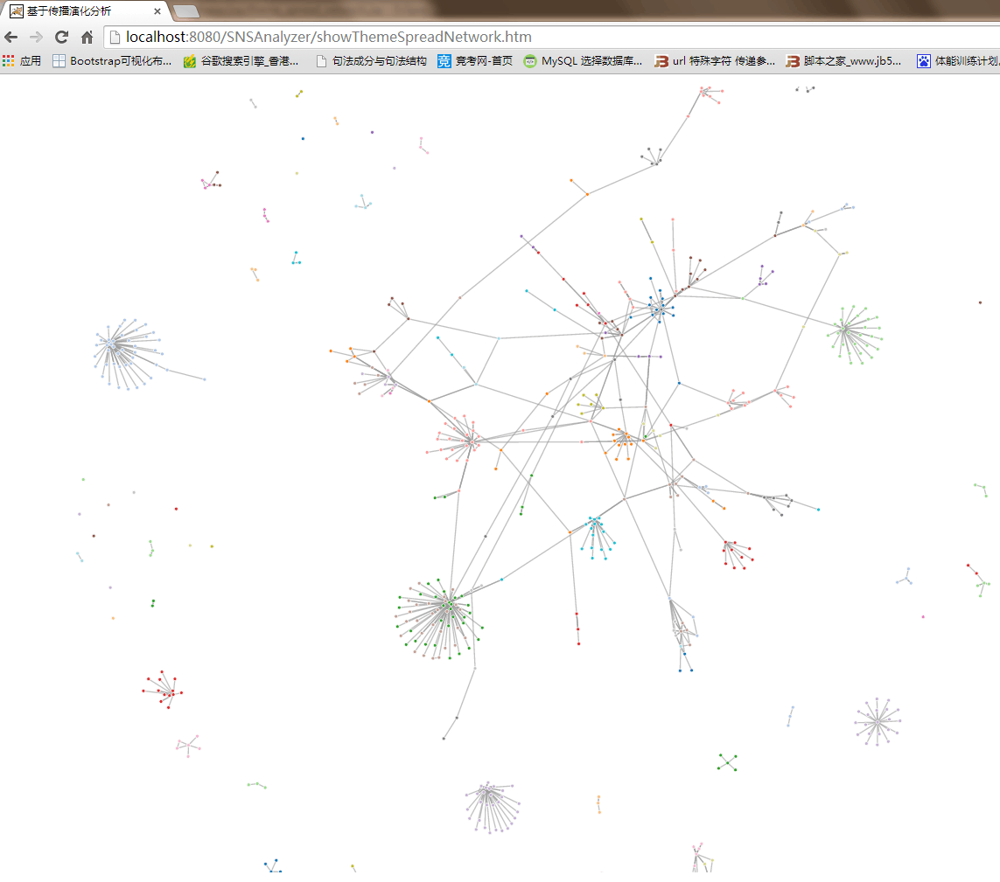 基于传播演化分析
localhost:8080/SNSAnalyzer/showThemeSpreadNetwork.htm
应用 Bootstrap可视化布... 谷歌搜索引擎_香港... 句法成分与句法结构 竞 竞考网-首页 MySQL 选择数据库... url 特殊字符 传递参... 脚本之家_www.jb5... 体能训练计划